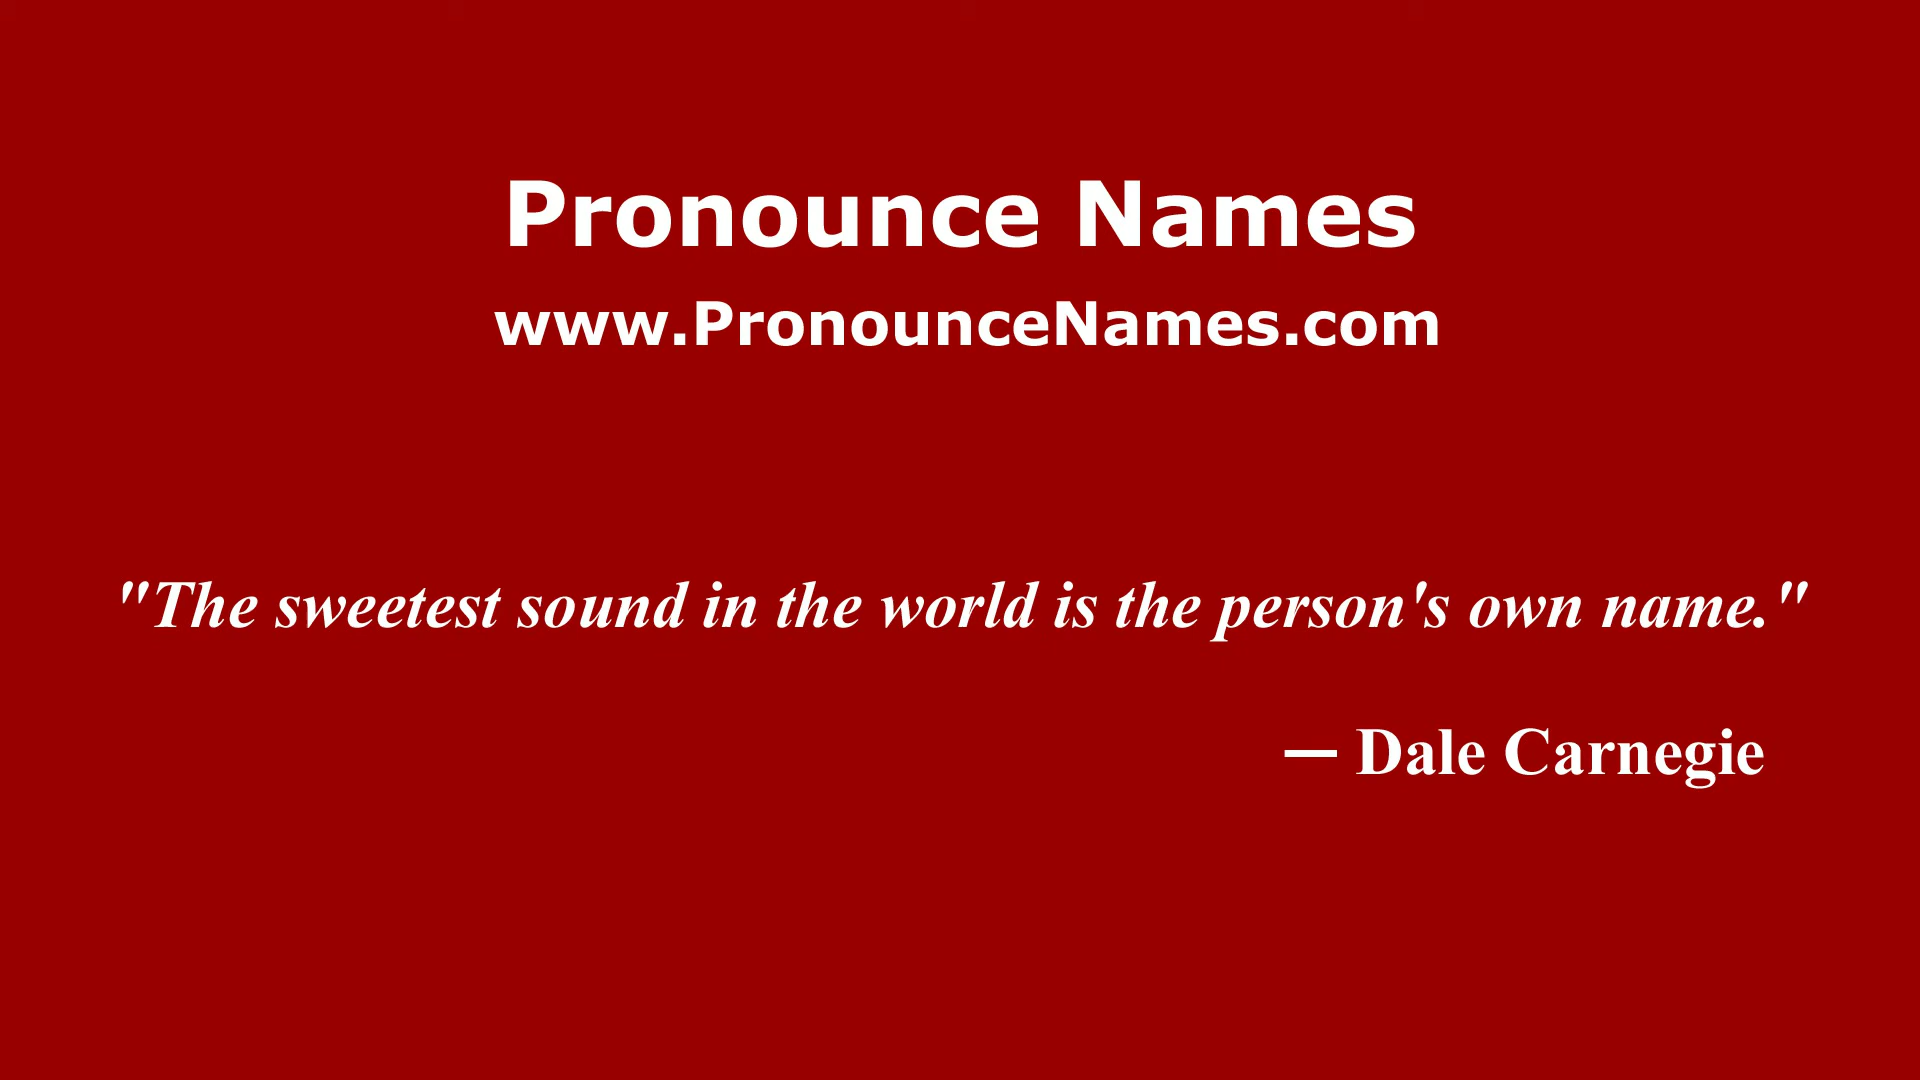 Pronounce Names
www.PronounceNames.com
"The sweetest sound in the world is the person's own name."
— Dale Carnegie